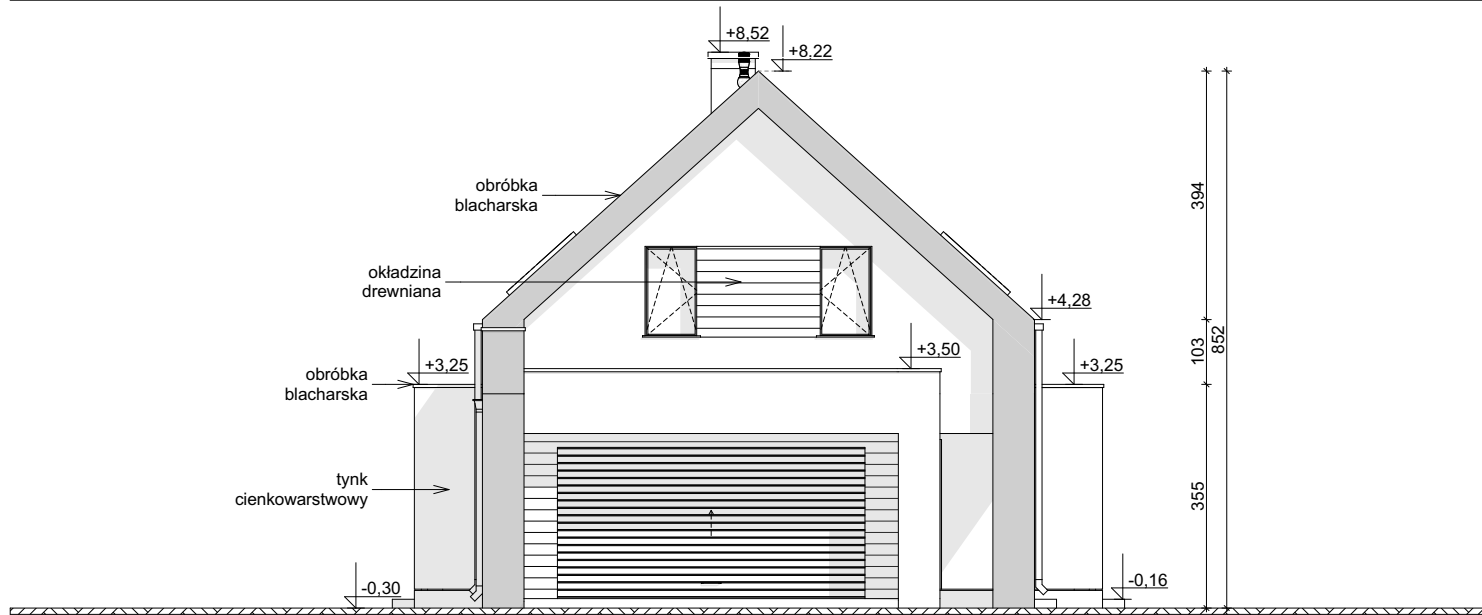 +8,52
+8,22
obróbka
blacharska
394
okładzina
drewniana
+4,28
103
852
+3,50
+3,25
+3,25
obróbka
blacharska
tynk
cienkowarstwowy
355
-0,30
-0,16